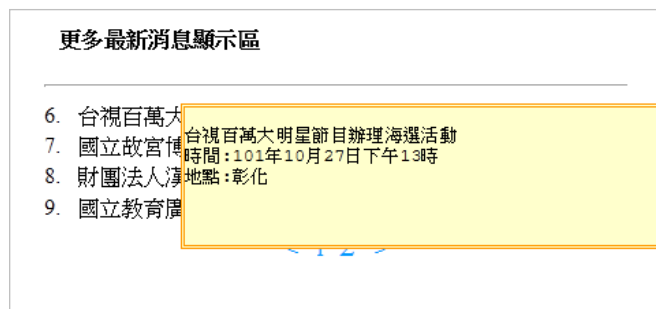 更多最新消息顯示區
6. 台視百萬大
7. 國立故宮博
8. 財團法人漢
9. 國立教育廣
台視百萬大明星節目辦理海選活動
時間:101年10月27日下午13時
地點:彰化
< 1 2 >